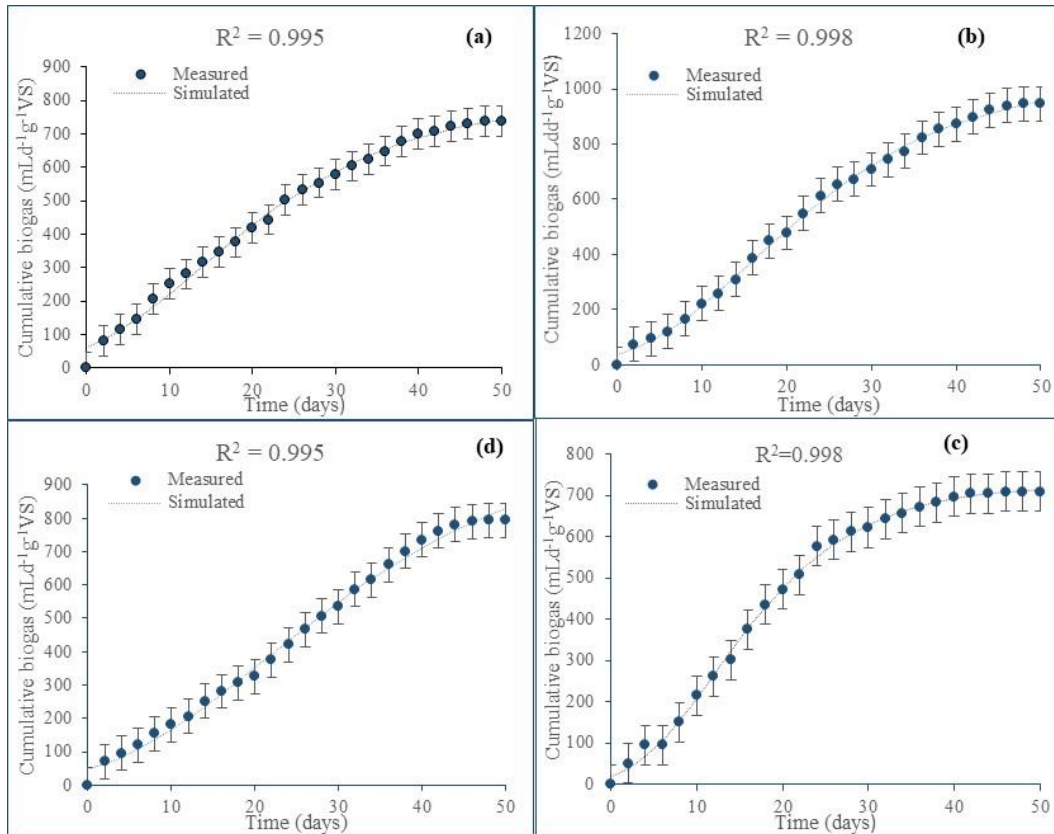 R² = 0.995
(a)
Measured
Simulated
Cumulative biogas (mLd⁻¹g⁻¹VS)
900
800
700
600
500
400
300
200
100
0
0 10 20 30 40 50
Time (days)
R² = 0.998
(b)
Measured
Simulated
Cumulative biogas (mLdd⁻¹g⁻¹VS)
1200
1000
800
600
400
200
0
0 10 20 30 40 50
Time (days)
R² = 0.995
(d)
Measured
Simulated
Cumulative biogas (mLd⁻¹g⁻¹VS)
900
800
700
600
500
400
300
200
100
0
0 10 20 30 40 50
Time (days)
R²=0.998
(c)
Measured
Simulated
Cumulative biogas (mLd⁻¹g⁻¹VS)
800
700
600
500
400
300
200
100
0
0 10 20 30 40 50
Time (days)